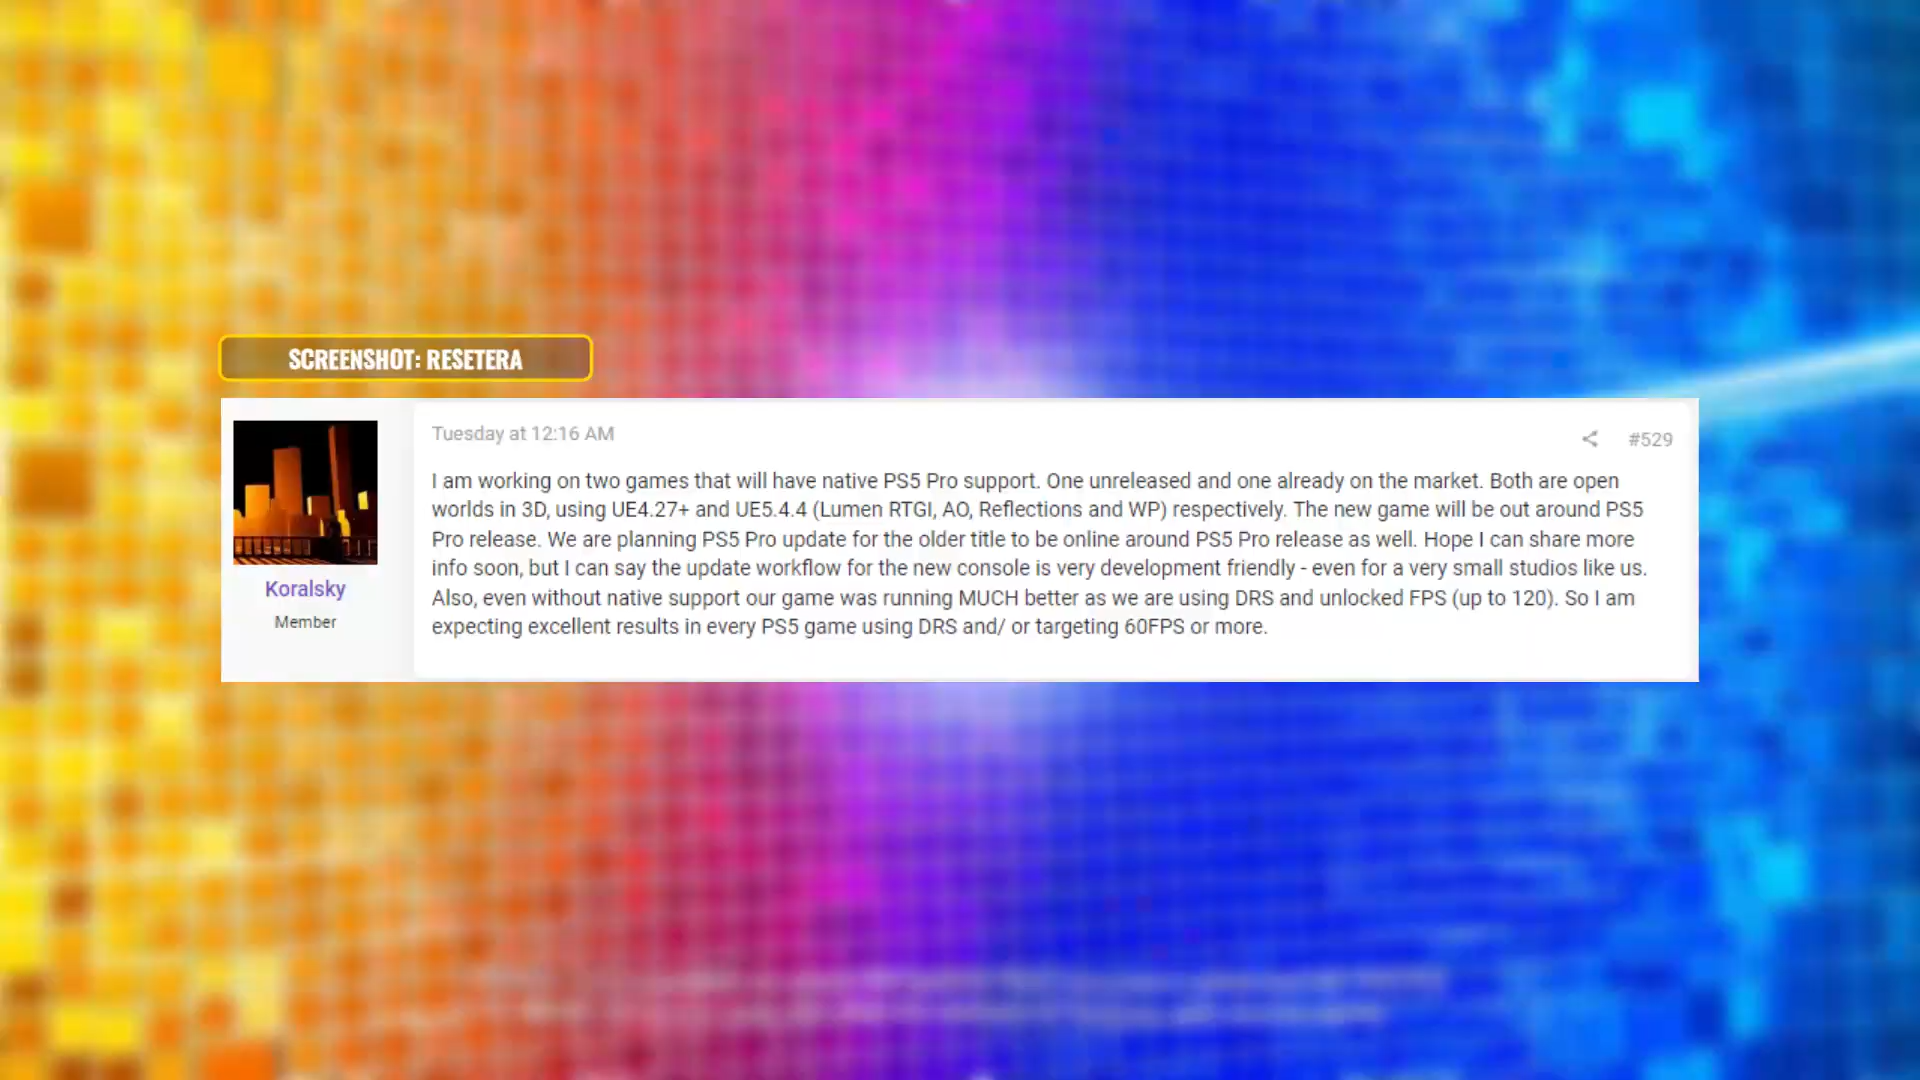 SCREENSHOT: RESETERA
Tuesday at 12:16 AM
#529
I am working on two games that will have native PS5 Pro support. One unreleased and one already on the market. Both are open
worlds in 3D, using UE4.27+ and UE5.4.4 (Lumen RTGI, AO, Reflections and WP) respectively. The new game will be out around PS5
Pro release. We are planning PS5 Pro update for the older title to be online around PS5 Pro release as well. Hope I can share more
info soon, but I can say the update workflow for the new console is very development friendly - even for a very small studios like us.
Also, even without native support our game was running MUCH better as we are using DRS and unlocked FPS (up to 120). So I am
expecting excellent results in every PS5 game using DRS and/ or targeting 60FPS or more.
Koralsky
Member